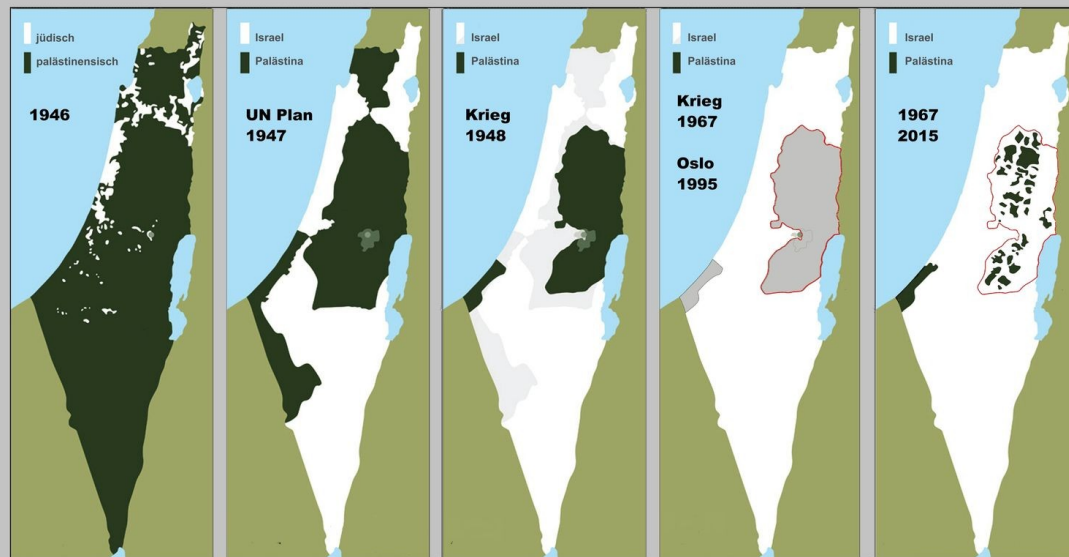 jüdisch
palästinensisch
1946
Israel
Palästina
UN Plan
1947
Israel
Palästina
Krieg
1948
Israel
Palästina
Krieg
1967
Oslo
1995
Israel
Palästina
1967
2015